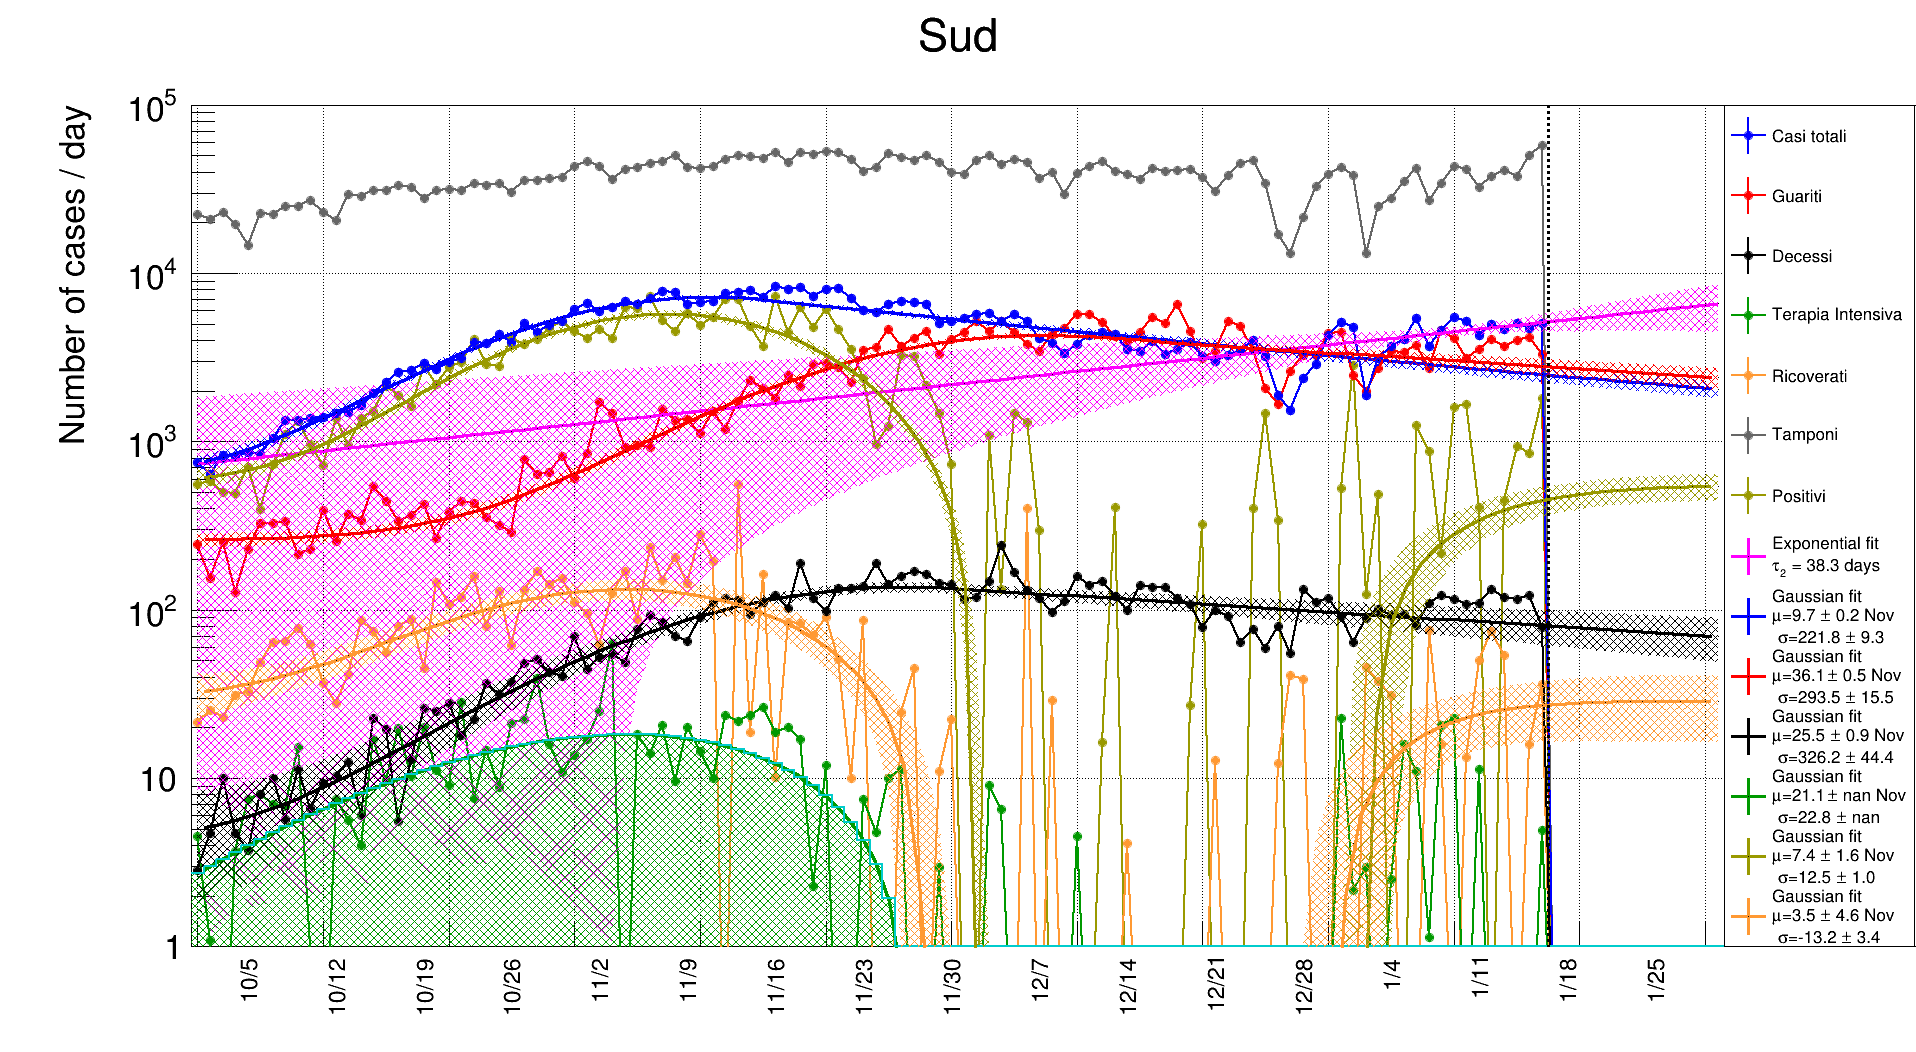 Sud
Number of cases / day
10^5
10^4
10^3
10^2
10
1
10/5
10/12
10/19
10/26
11/2
11/9
11/16
11/23
11/30
12/7
12/14
12/21
12/28
1/4
1/11
1/18
1/25
Casi totali
Guariti
Decessi
Terapia Intensiva
Ricoverati
Tamponi
Positivi
Exponential fit
τ₂ = 38.3 days
Gaussian fit
μ=9.7 ± 0.2 Nov
σ=221.8 ± 9.3
Gaussian fit
μ=36.1 ± 0.5 Nov
σ=293.5 ± 15.5
Gaussian fit
μ=25.5 ± 0.9 Nov
σ=326.2 ± 44.4
Gaussian fit
μ=21.1 ± nan Nov
σ=22.8 ± nan
Gaussian fit
μ=7.4 ± 1.6 Nov
σ=12.5 ± 1.0
Gaussian fit
μ=3.5 ± 4.6 Nov
σ=-13.2 ± 3.4